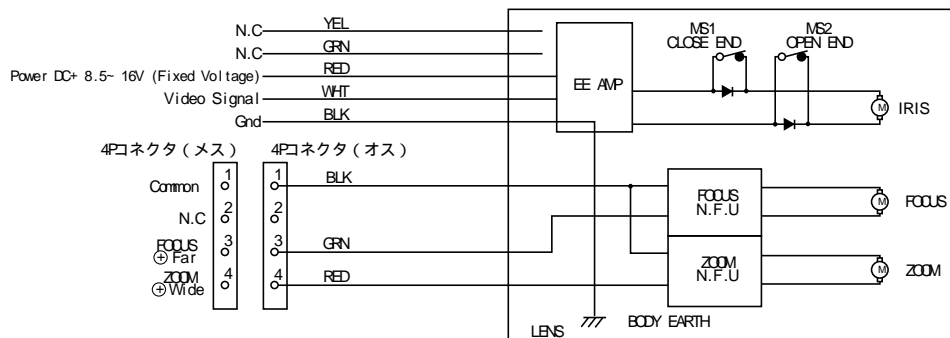 N.C YEL
N.C GRN
Power DC+ 8.5~ 16V (Fixed Voltage) RED
Video Signal WHT
Gnd BLK
EE AMP
MS1
CLOSE END
MS2
OPEN END
M IRIS
4Pコネクタ(メス) 4Pコネクタ(オス)
Common 1 1 BLK
N.C 2 2
FOCUS
⊕ Far 3 3 GRN
ZOOM
⊕ Wide 4 4 RED
FOCUS
N.F.U
M FOCUS
ZOOM
N.F.U
M ZOOM
LENS BODY EARTH